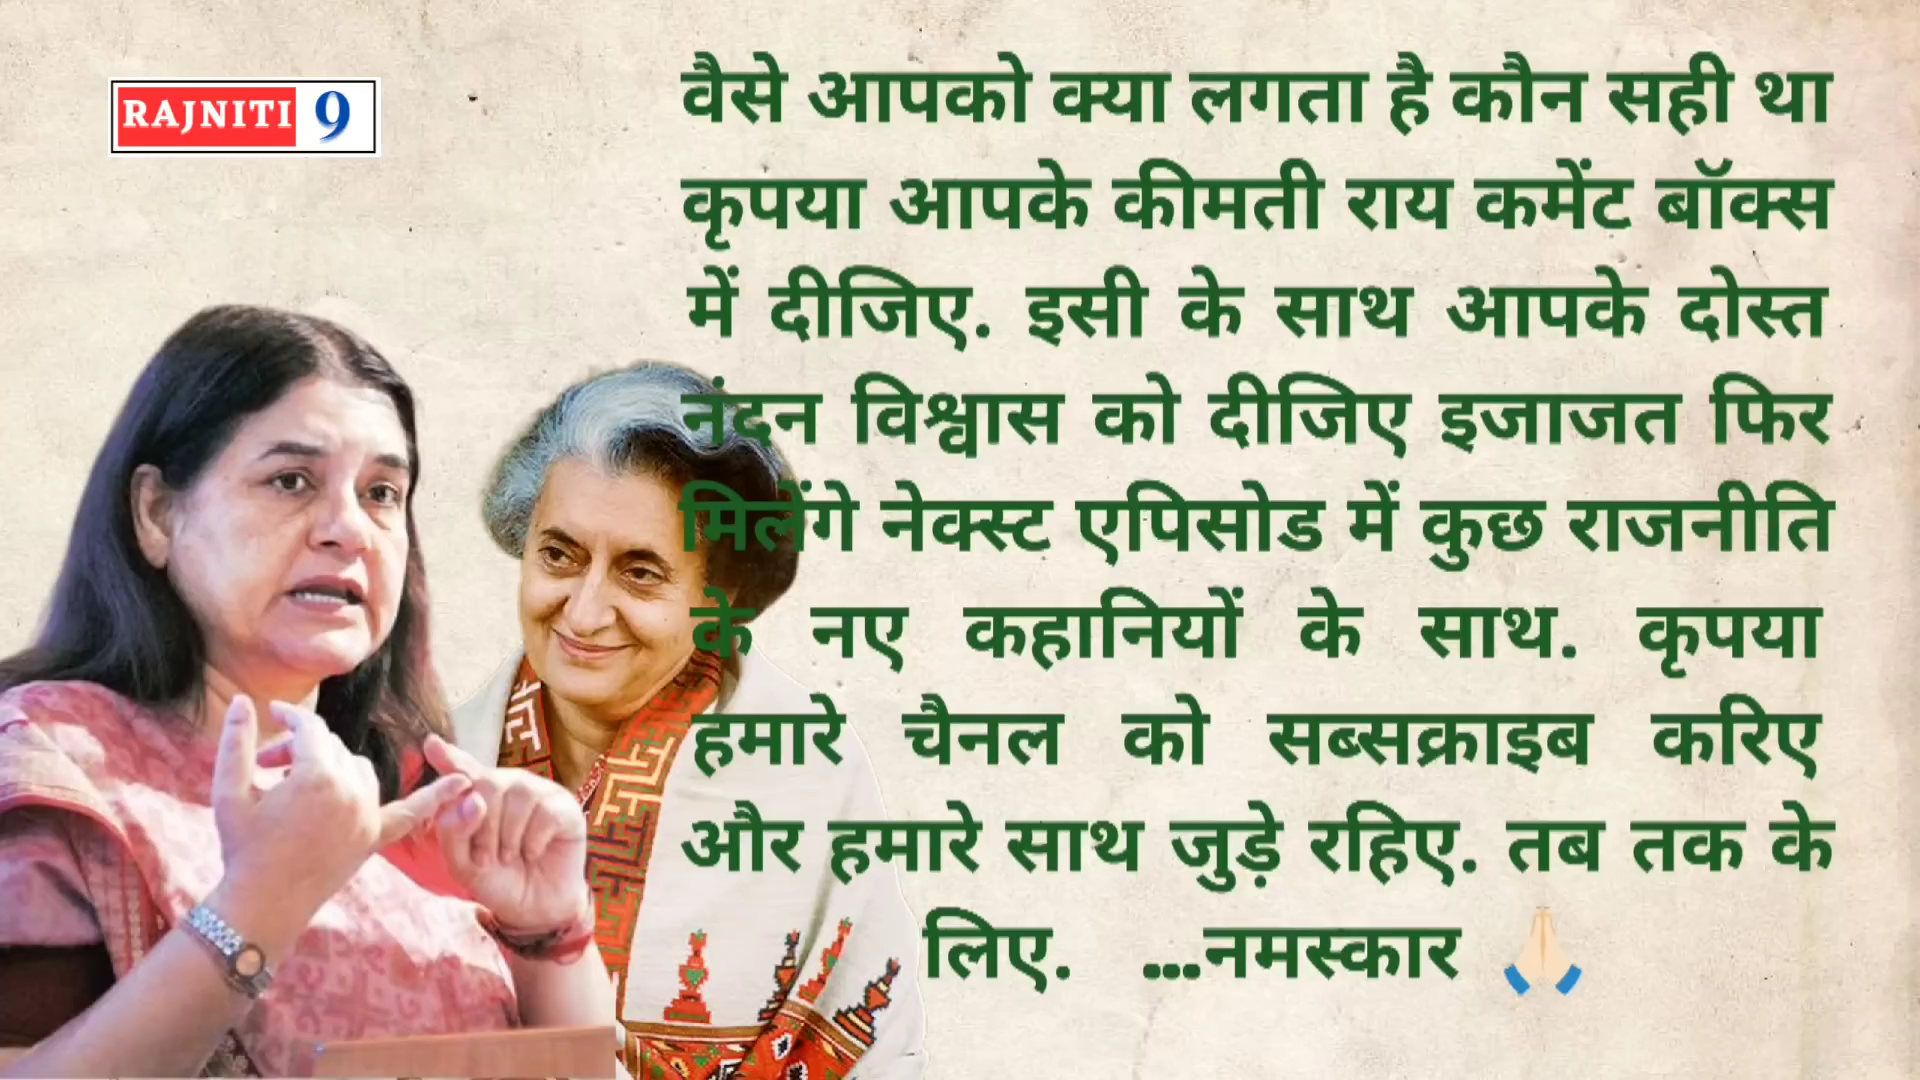 RAJNITI 9
वैसे आपको क्या लगता है कौन सही था
कृपया आपके कीमती राय कमेंट बॉक्स
में दीजिए. इसी के साथ आपके दोस्त
नंदन विश्वास को दीजिए इजाजत फिर
मिलेंगे नेक्स्ट एपिसोड में कुछ राजनीति
के नए कहानियों के साथ. कृपया
हमारे चैनल को सब्सक्राइब करिए
और हमारे साथ जुड़े रहिए. तब तक के
लिए. ...नमस्कार 🙏🏻